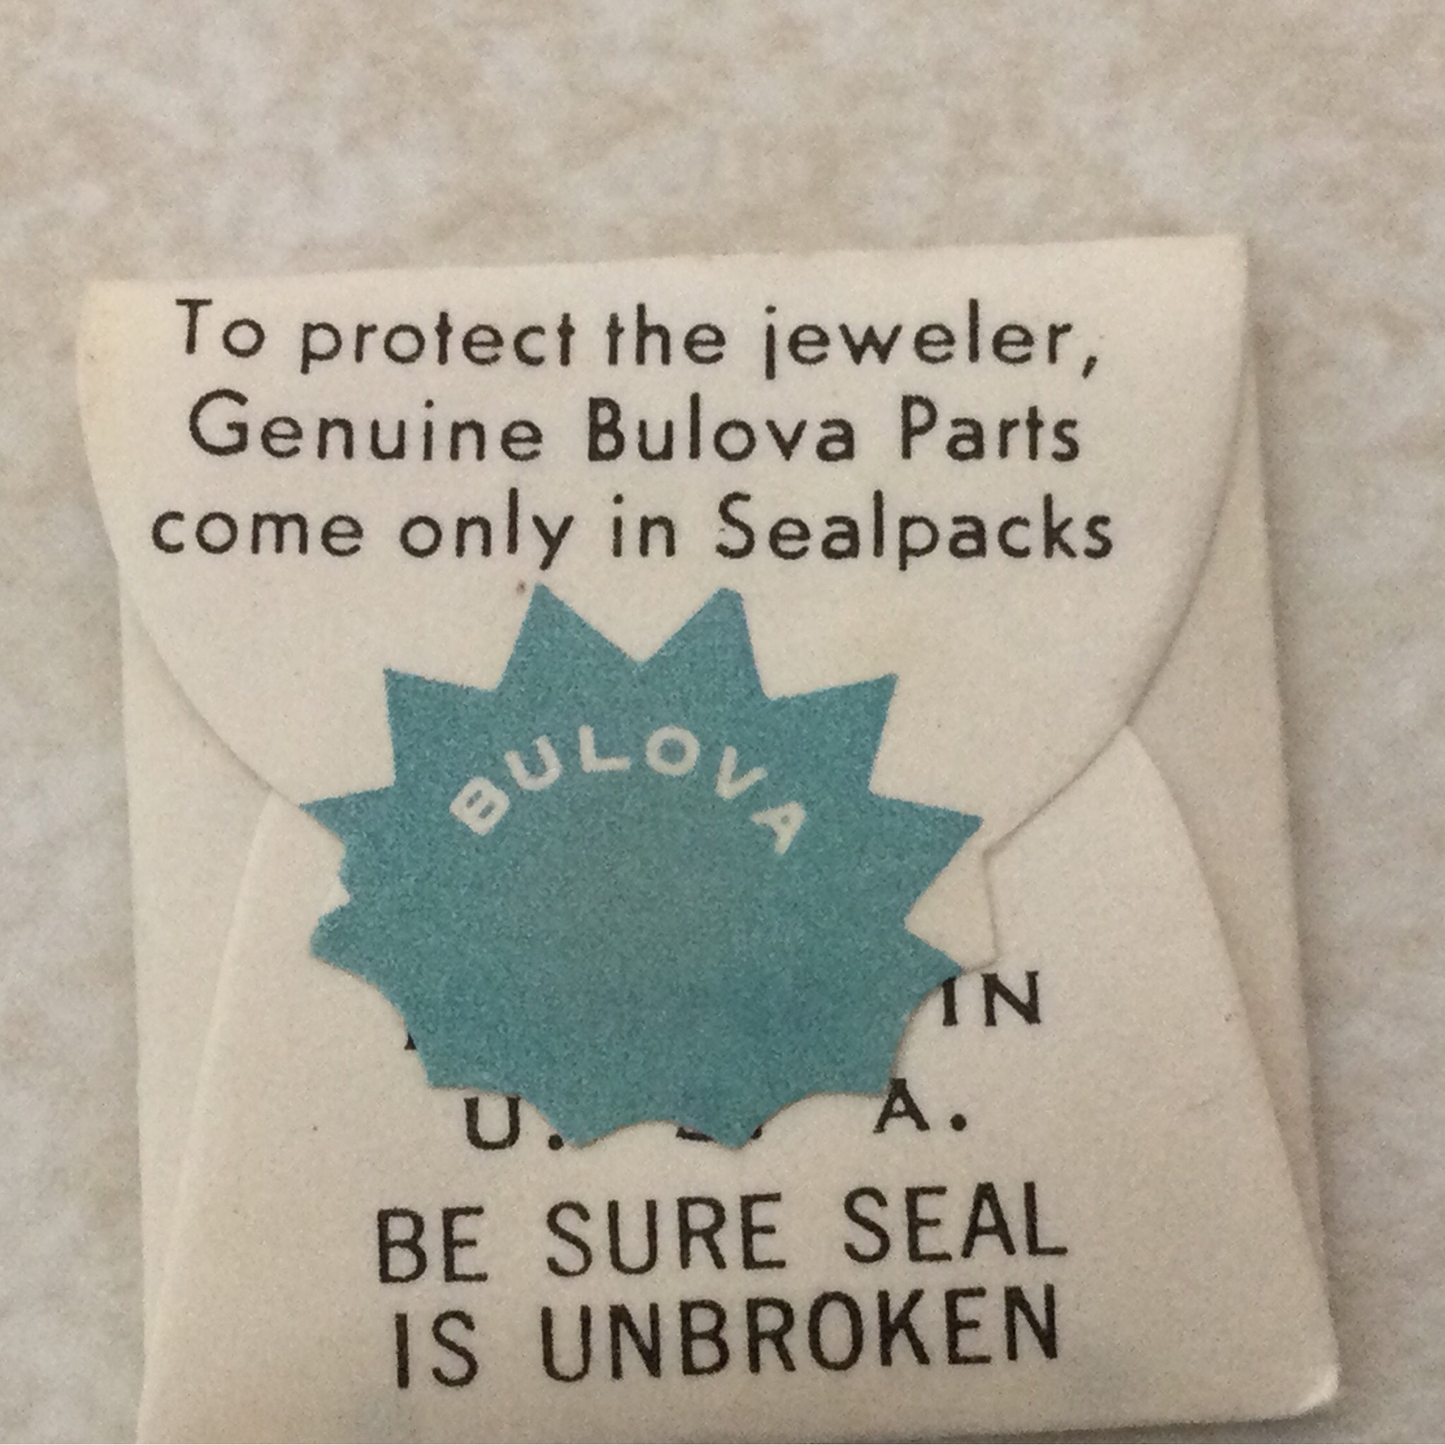 To protect the jeweler,
Genuine Bulova Parts
come only in Sealpacks
BULOVA
IN
U. S. A.
BE SURE SEAL
IS UNBROKEN